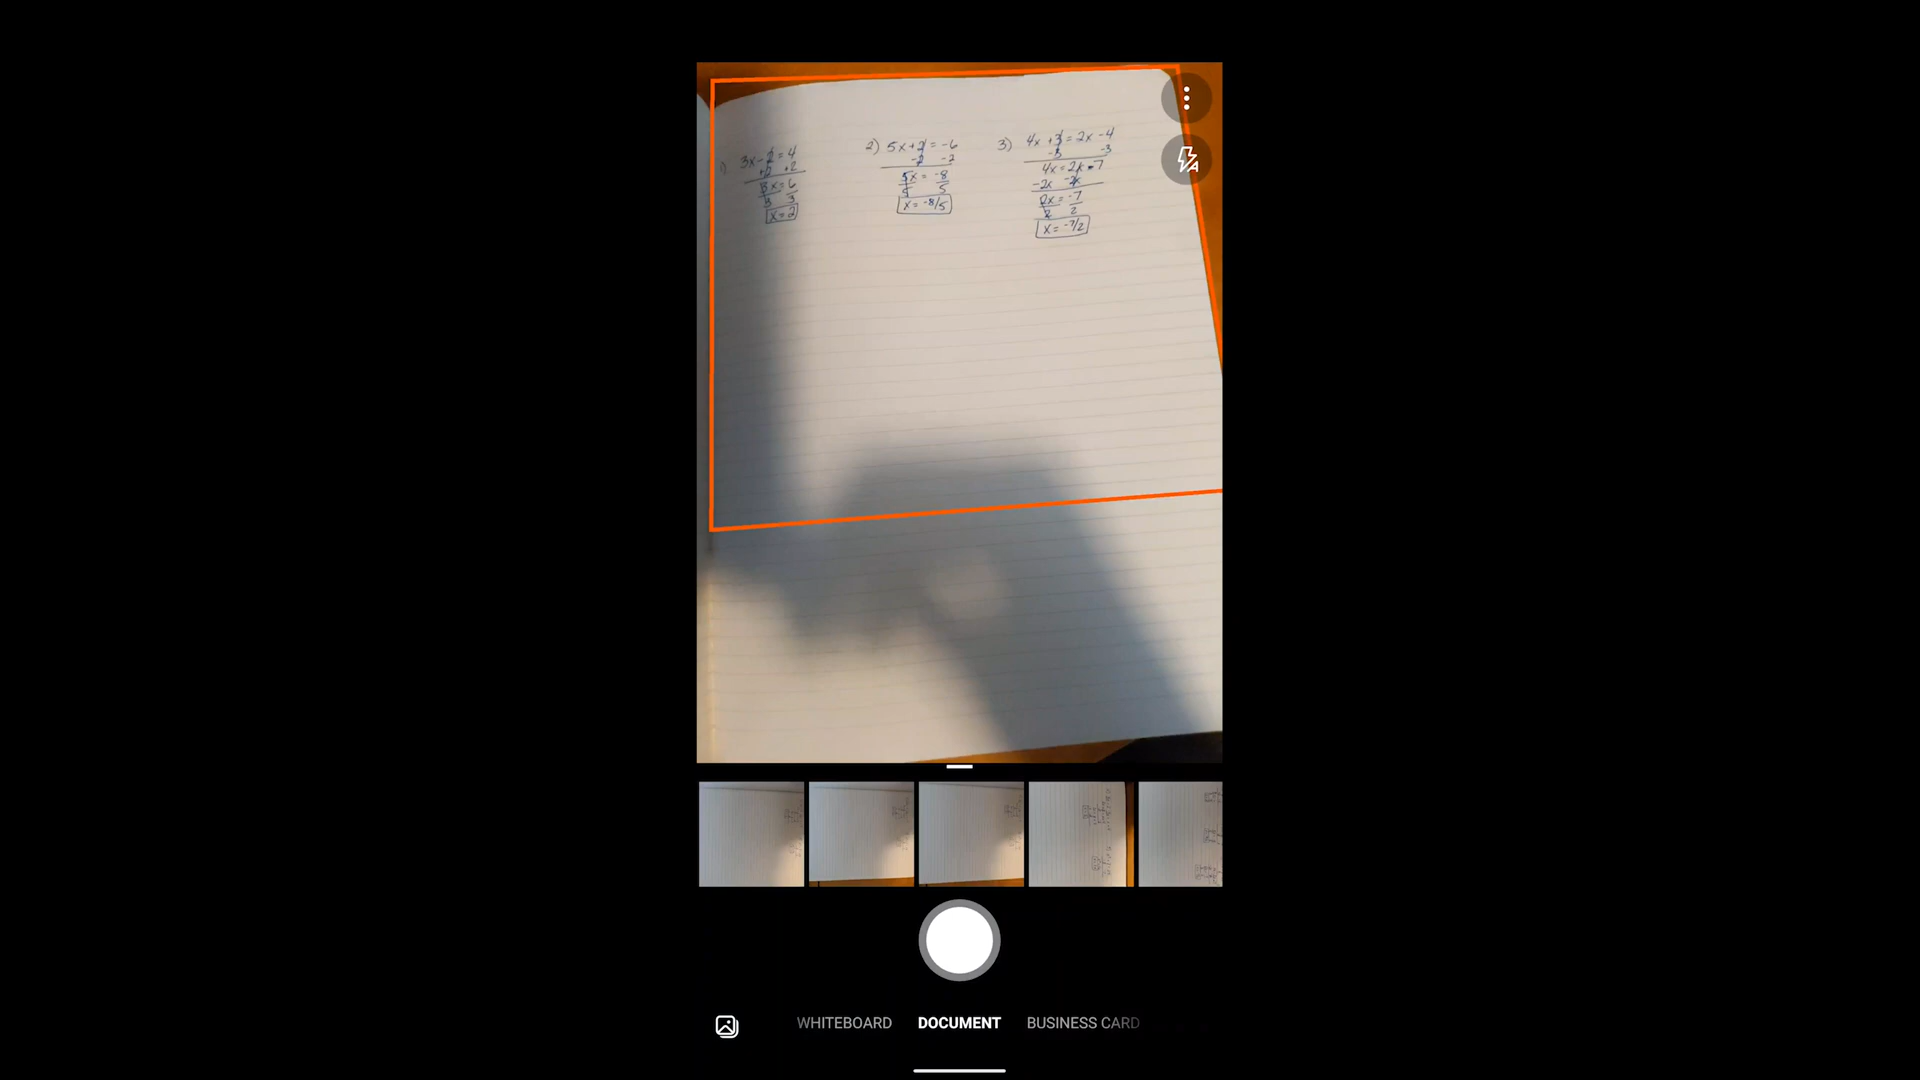 1) 3x-2=4
+2 +2
3x=6
3 3
x=2
2) 5x+2=-6
-2 -2
5x=-8
5 5
x=-8/5
3) 4x+3=2x-4
-3 -3
4x=2x-7
-2x -2x
2x=-7
2 2
x=-7/2
WHITEBOARD
DOCUMENT
BUSINESS CARD